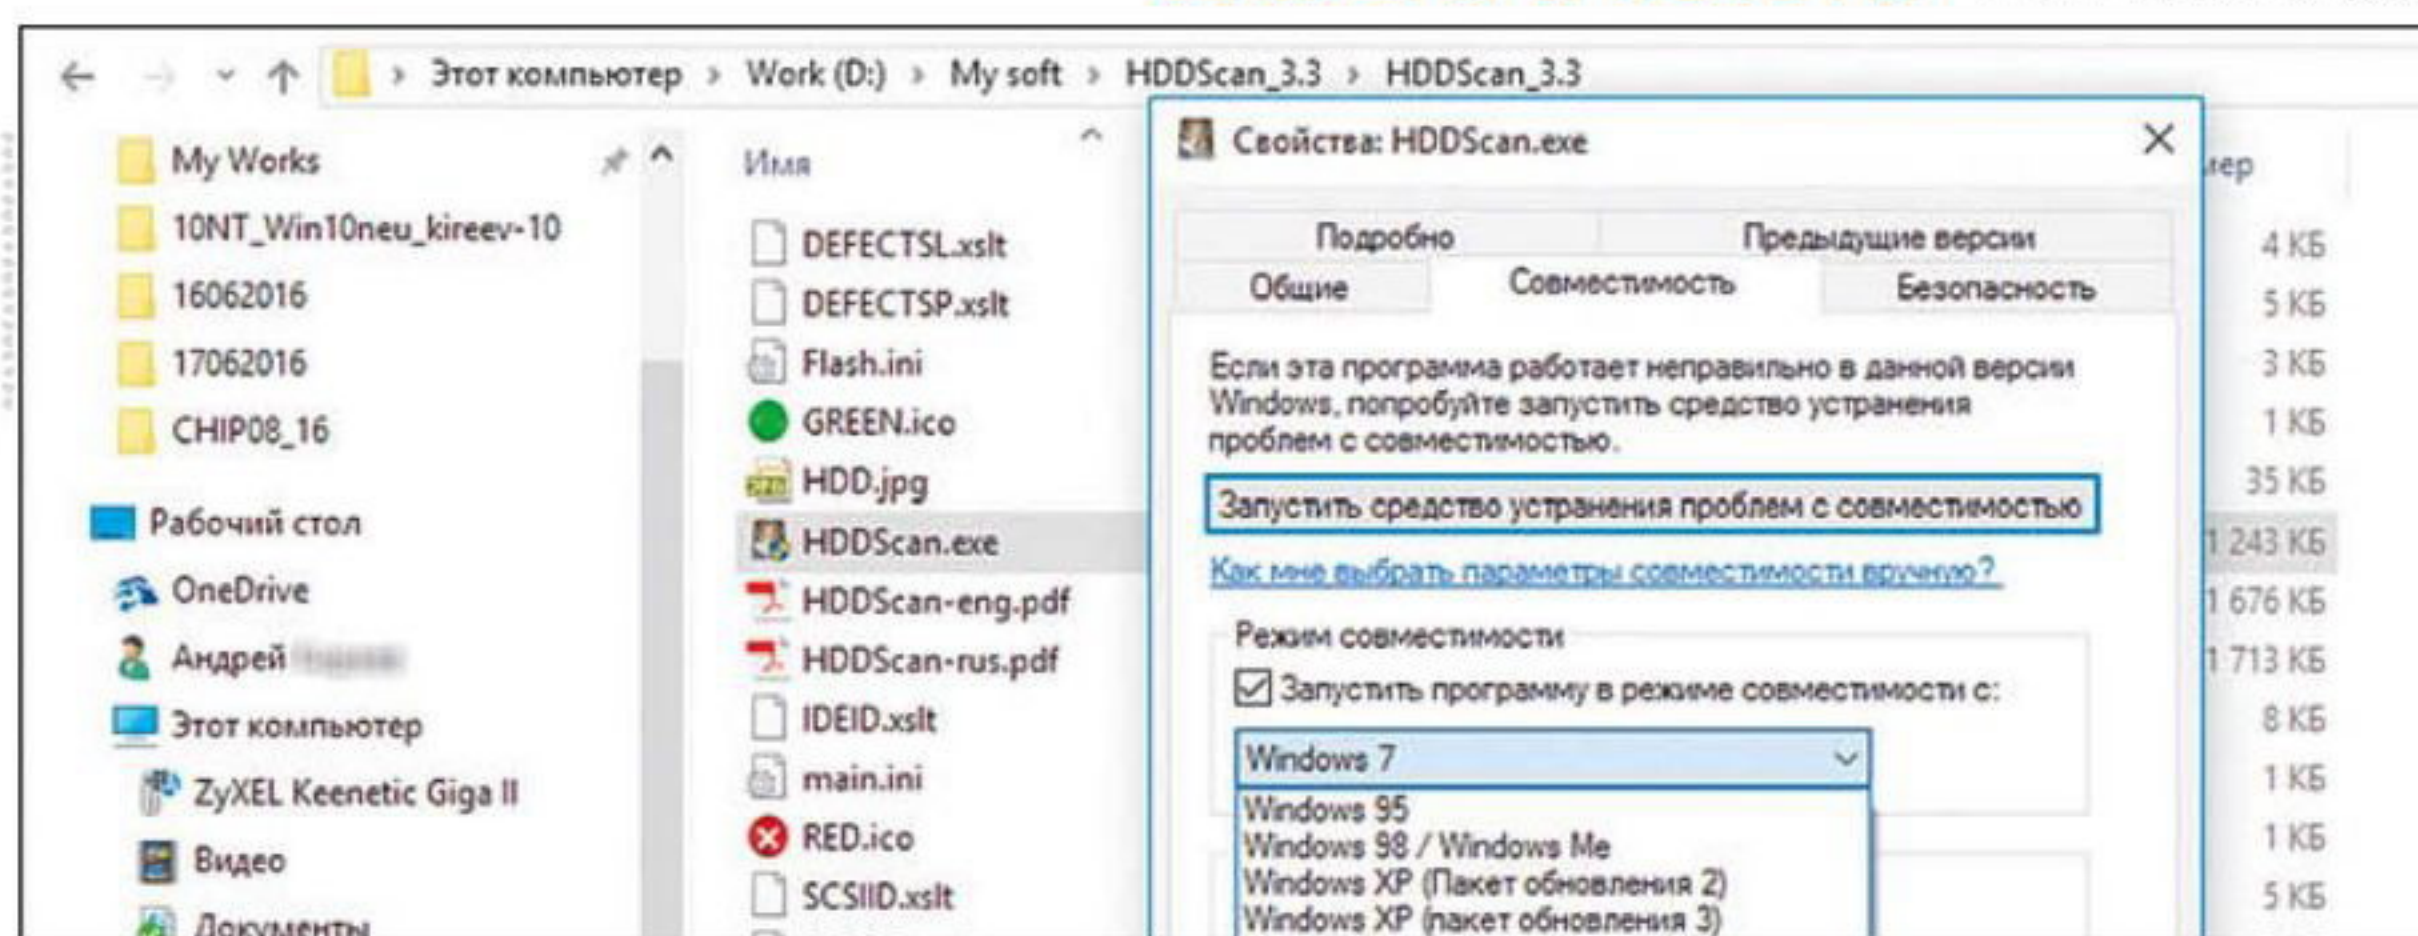 Этот компьютер › Work (D:) › My soft › HDDScan_3.3 › HDDScan_3.3
My Works
10NT_Win10neu_kireev-10
16062016
17062016
CHIP08_16
Рабочий стол
OneDrive
Андрей
Этот компьютер
ZyXEL Keenetic Giga II
Видео
Документы
Имя
DEFECTSL.xslt
DEFECTSP.xslt
Flash.ini
GREEN.ico
HDD.jpg
HDDScan.exe
HDDScan-eng.pdf
HDDScan-rus.pdf
IDEID.xslt
main.ini
RED.ico
SCSIID.xslt
Свойства: HDDScan.exe
Подробно
Предыдущие версии
Общие
Совместимость
Безопасность
Если эта программа работает неправильно в данной версии
Windows, попробуйте запустить средство устранения
проблем с совместимостью.
Запустить средство устранения проблем с совместимостью
Как мне выбрать параметры совместимости вручную?
Режим совместимости
Запустить программу в режиме совместимости с:
Windows 7
Windows 95
Windows 98 / Windows Me
Windows XP (Пакет обновления 2)
Windows XP (пакет обновления 3)
4 КБ
5 КБ
3 КБ
1 КБ
35 КБ
1 243 КБ
1 676 КБ
1 713 КБ
8 КБ
1 КБ
1 КБ
5 КБ